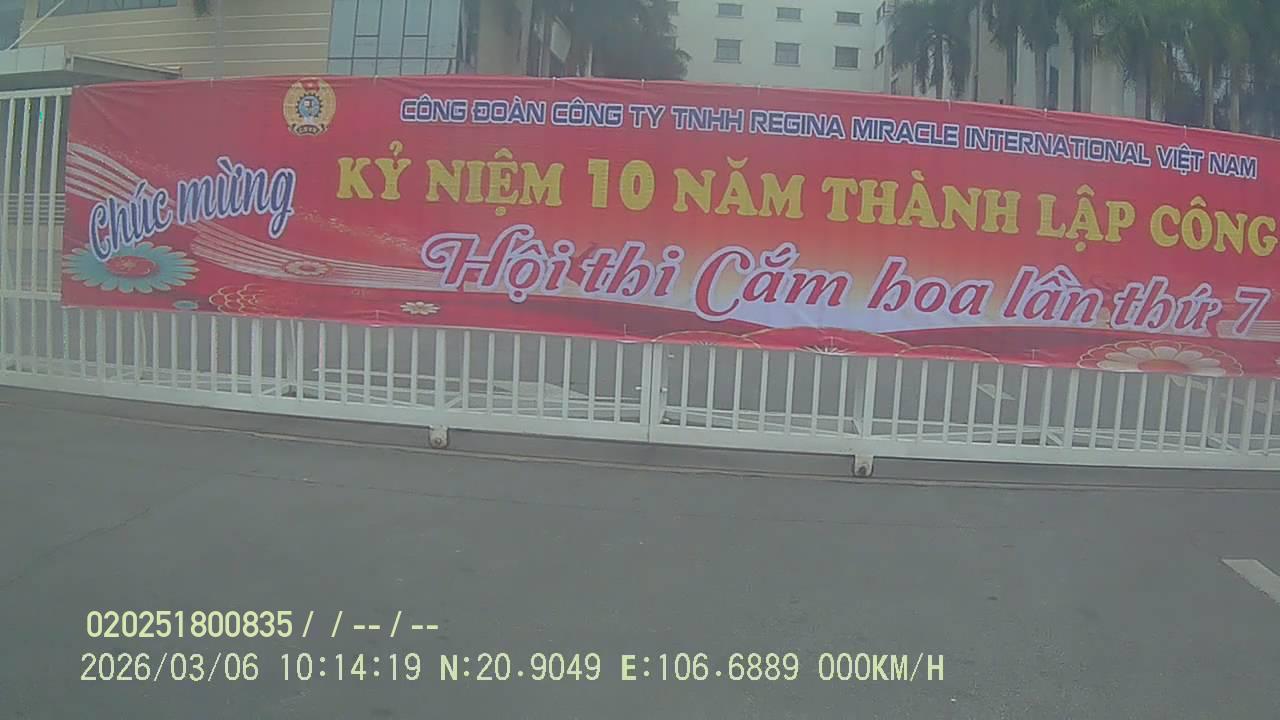 CÔNG ĐOÀN CÔNG TY TNHH REGINA MIRACLE INTERNATIONAL VIỆT NAM
Chúc mừng
KỶ NIỆM 10 NĂM THÀNH LẬP CÔNG
Hội thi Cắm hoa lần thứ 7
020251800835 / / -- / --
2026/03/06 10:14:19 N:20.9049 E:106.6889 000KM/H